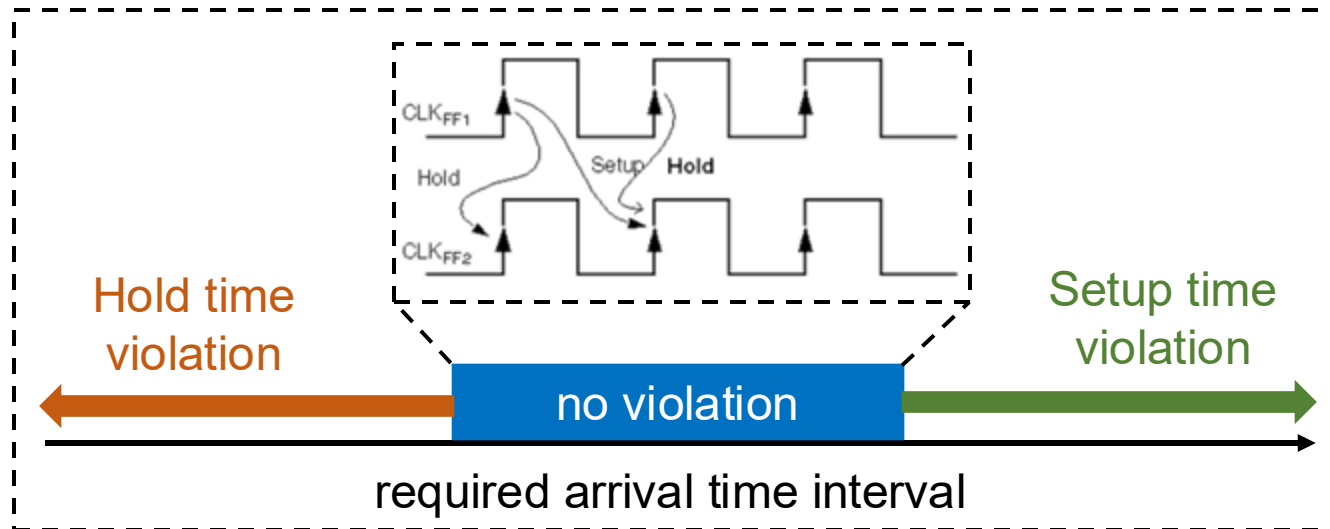 CLKFF1
Setup Hold
Hold
CLKFF2
Hold time
violation
Setup time
violation
no violation
required arrival time interval